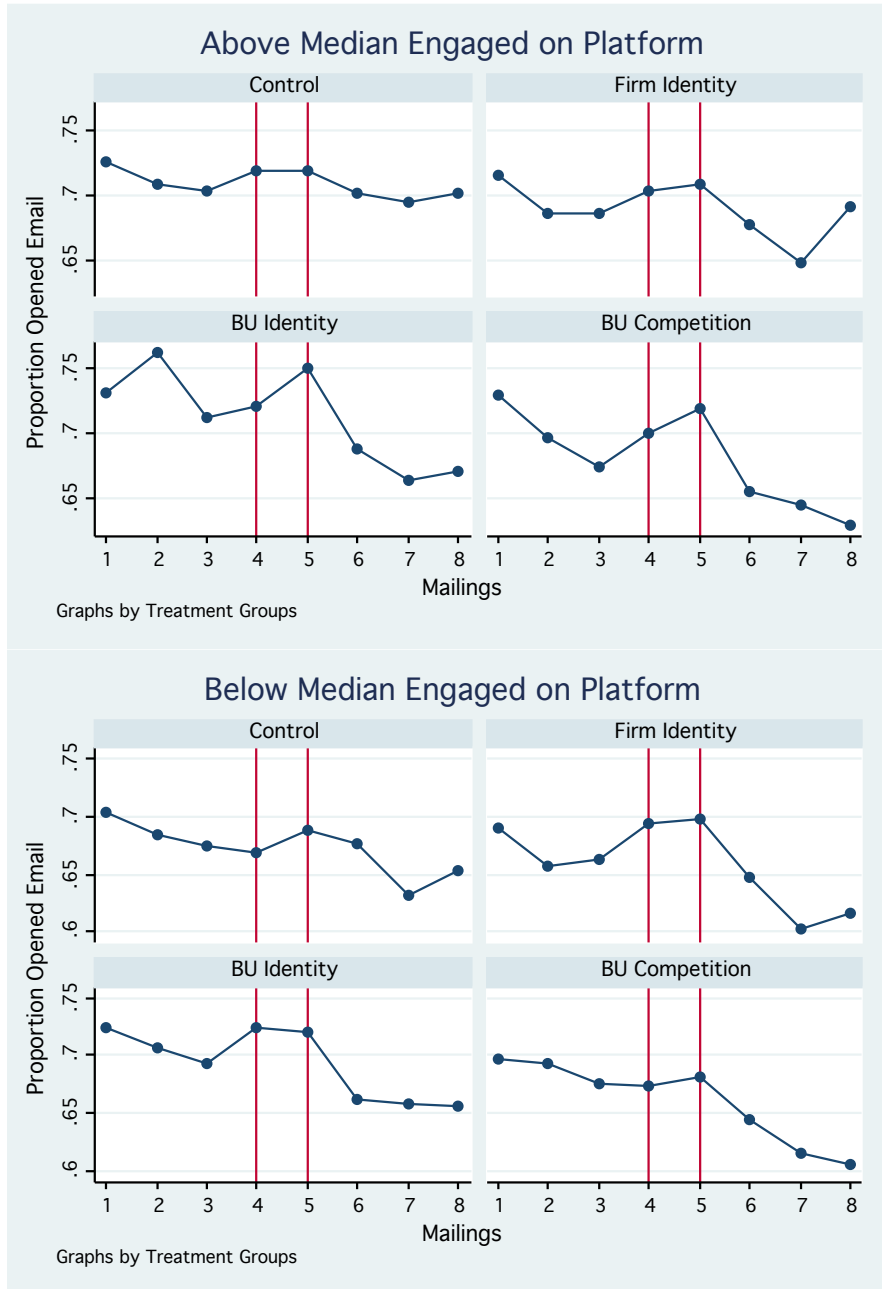 Above Median Engaged on Platform
Control
Firm Identity
.75
.7
.65
BU Identity
BU Competition
.75
.7
.65
Proportion Opened Email
1 2 3 4 5 6 7 8
1 2 3 4 5 6 7 8
Mailings
Graphs by Treatment Groups
Below Median Engaged on Platform
Control
Firm Identity
.75
.7
.65
.6
BU Identity
BU Competition
.75
.7
.65
.6
Proportion Opened Email
1 2 3 4 5 6 7 8
1 2 3 4 5 6 7 8
Mailings
Graphs by Treatment Groups